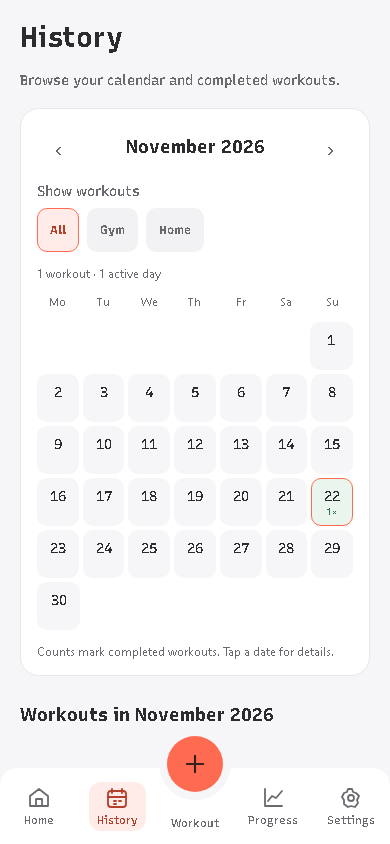 History
Browse your calendar and completed workouts.
‹ November 2026 ›
Show workouts
All Gym Home
1 workout · 1 active day
Mo Tu We Th Fr Sa Su
1
2 3 4 5 6 7 8
9 10 11 12 13 14 15
16 17 18 19 20 21 22
1×
23 24 25 26 27 28 29
30
Counts mark completed workouts. Tap a date for details.
Workouts in November 2026
+
Home History Workout Progress Settings